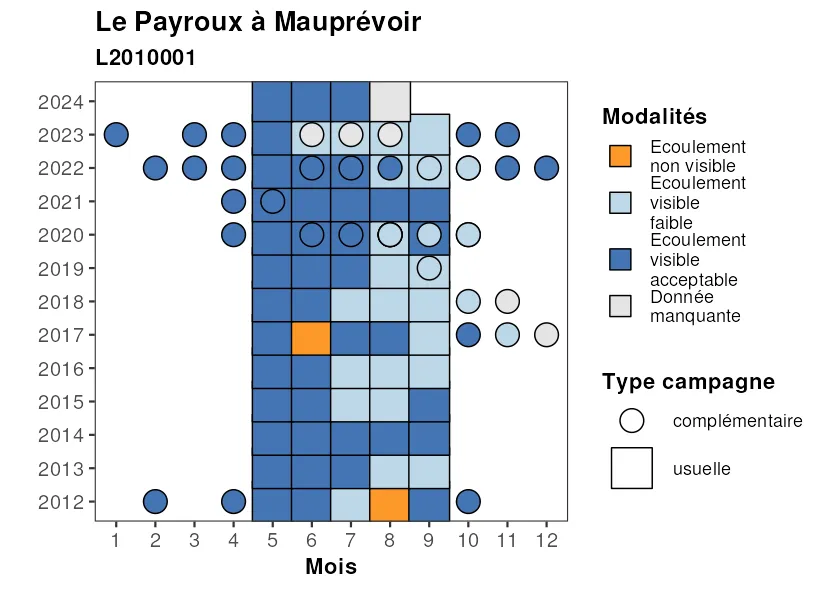 Le Payroux à Mauprévoir
L2010001
2024
2023
2022
2021
2020
2019
2018
2017
2016
2015
2014
2013
2012
1 2 3 4 5 6 7 8 9 10 11 12
Mois
Modalités
Ecoulement
non visible
Ecoulement
visible
faible
Ecoulement
visible
acceptable
Donnée
manquante
Type campagne
complémentaire
usuelle